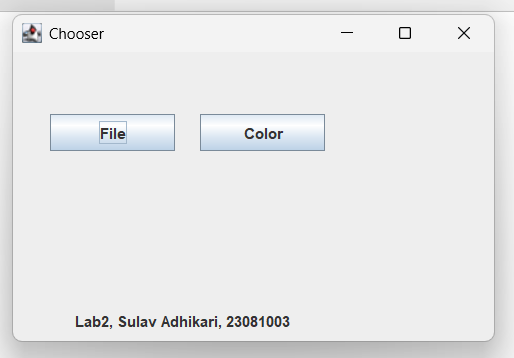 Chooser
File
Color
Lab2, Sulav Adhikari, 23081003